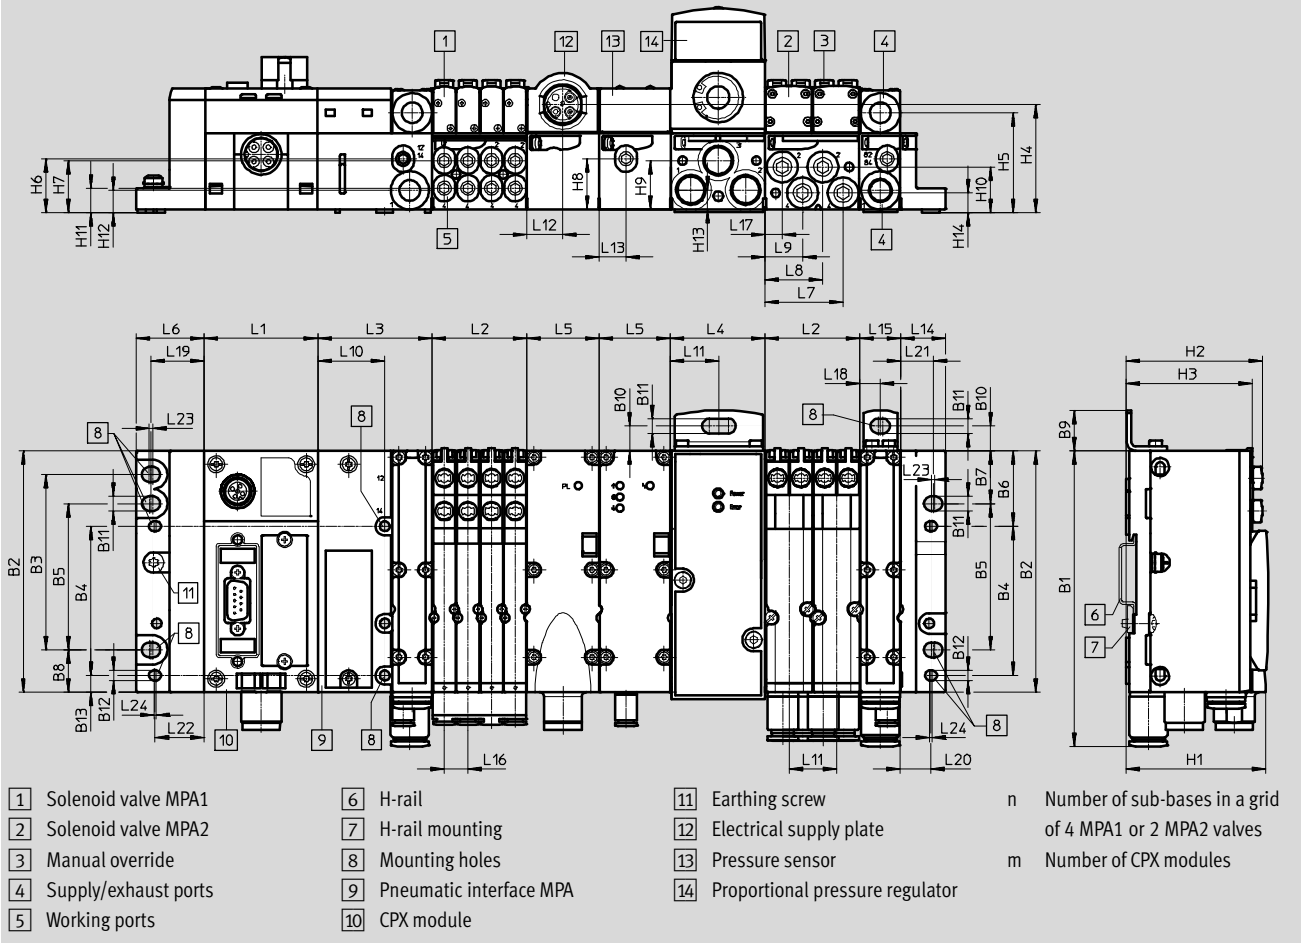 1 12 13 14 2 3 4
H6 H7 H11 H12
5 L12 L13 H8 H9 H13 L17 L9 L8 L7 4 H10 H14 H5 H4
L6 L1 L3 L2 L5 L5 L4 L2 L15 L14
L19 L10 L11 L18 L21 H2
H3
L23 8 8 B10 B11 8 B11 B10 B9
8
PL
12
14
L23 B7 B6
B2 B3 B5 B4 B11 11 8 B11 B5 B4 B2 B1 6 7
B8 B12 B13 B12
L24 L22 10 9 8 L16 L11 L24 L20 8 H1
1 Solenoid valve MPA1
2 Solenoid valve MPA2
3 Manual override
4 Supply/exhaust ports
5 Working ports
6 H-rail
7 H-rail mounting
8 Mounting holes
9 Pneumatic interface MPA
10 CPX module
11 Earthing screw
12 Electrical supply plate
13 Pressure sensor
14 Proportional pressure regulator
n Number of sub-bases in a grid
of 4 MPA1 or 2 MPA2 valves
m Number of CPX modules